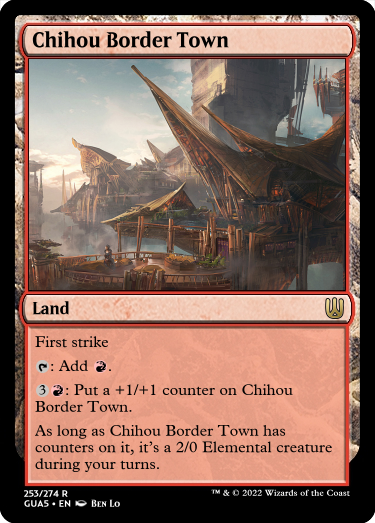 Chihou Border Town
Land
First strike
: Add .
3 : Put a +1/+1 counter on Chihou
Border Town.
As long as Chihou Border Town has
counters on it, it's a 2/0 Elemental creature
during your turns.
253/274 R
GUA5 • EN Ben Lo
™ & © 2022 Wizards of the Coast